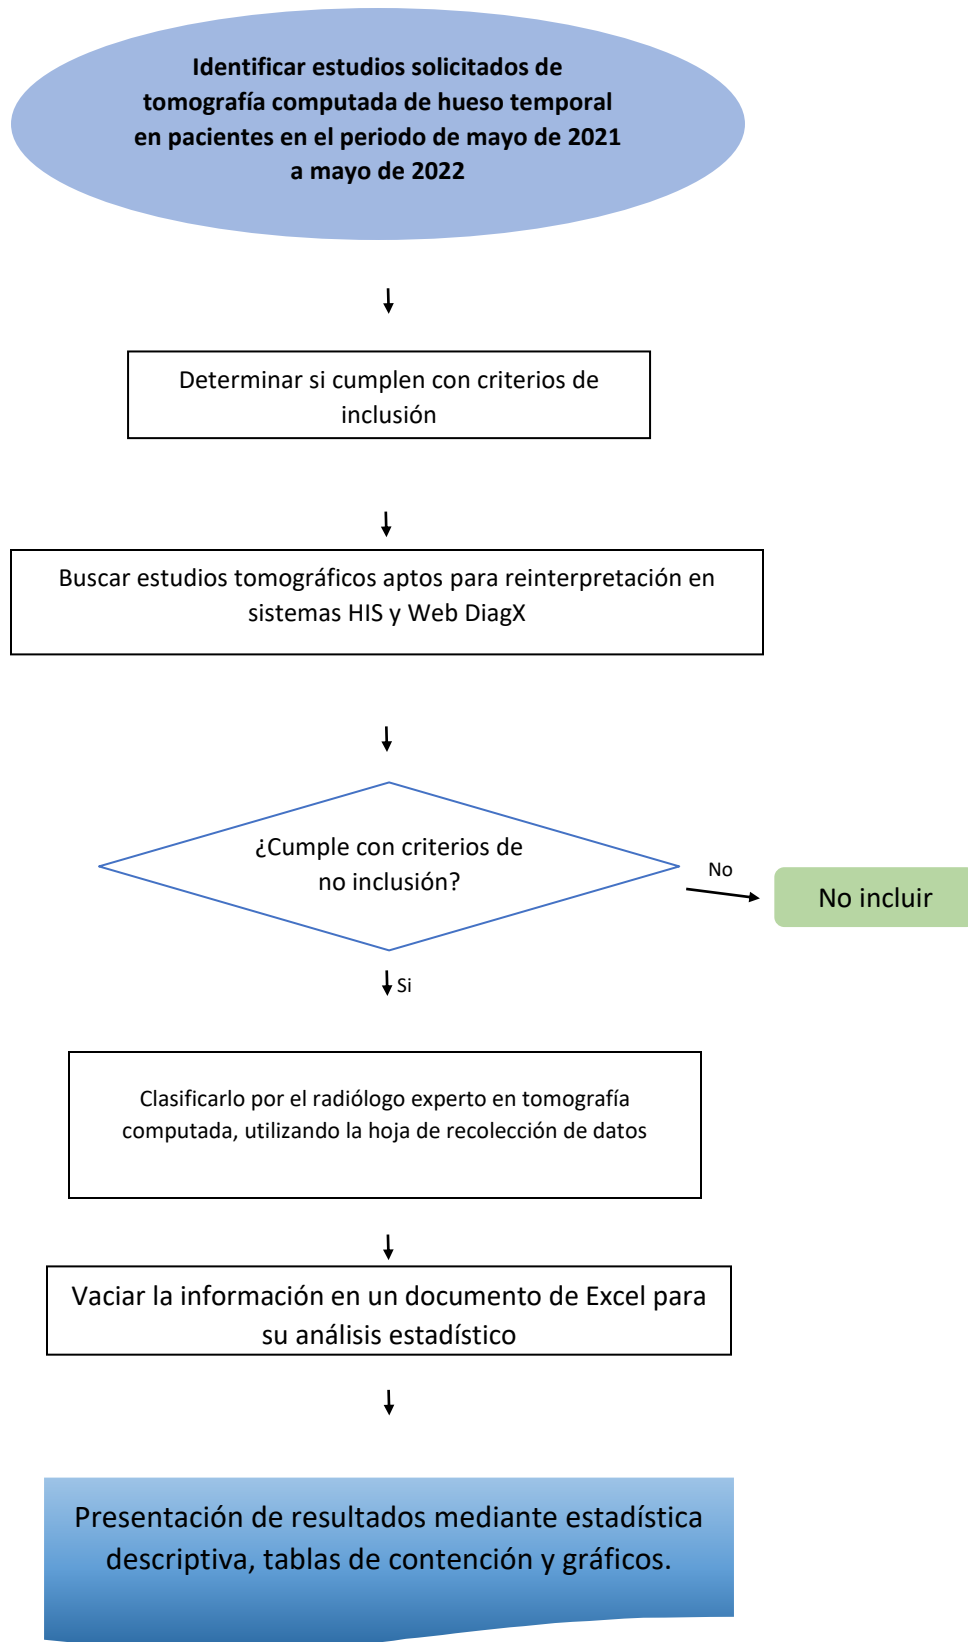 Identificar estudios solicitados de
tomografía computada de hueso temporal
en pacientes en el periodo de mayo de 2021
a mayo de 2022
Determinar si cumplen con criterios de
inclusión
Buscar estudios tomográficos aptos para reinterpretación en
sistemas HIS y Web DiagX
¿Cumple con criterios de
no inclusión?
No
No incluir
Si
Clasificarlo por el radiólogo experto en tomografía
computada, utilizando la hoja de recolección de datos
Vaciar la información en un documento de Excel para
su análisis estadístico
Presentación de resultados mediante estadística
descriptiva, tablas de contención y gráficos.